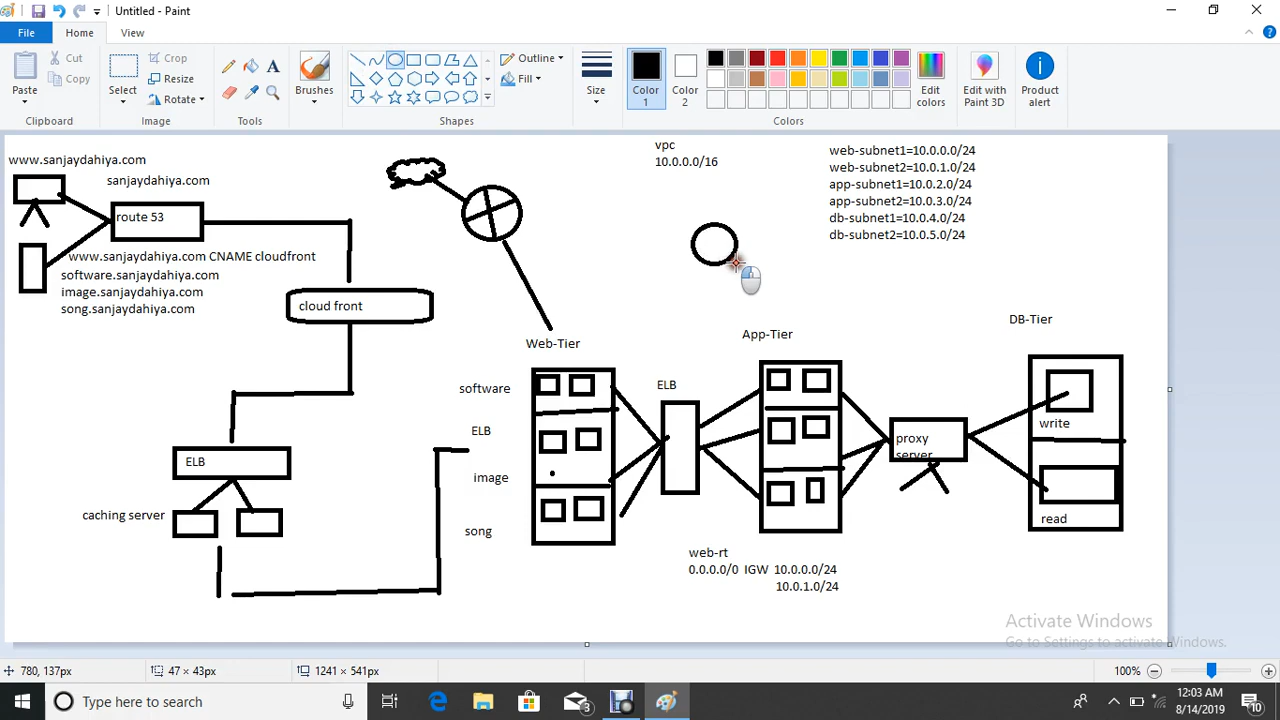 Untitled - Paint
File
Home
View
Paste
Cut
Copy
Clipboard
Select
Crop
Resize
Rotate
Image
Tools
Brushes
Shapes
Outline
Fill
Size
Color 1
Color 2
Colors
Edit colors
Edit with Paint 3D
Product alert
www.sanjaydahiya.com
sanjaydahiya.com
route 53
www.sanjaydahiya.com CNAME cloudfront
software.sanjaydahiya.com
image.sanjaydahiya.com
song.sanjaydahiya.com
cloud front
ELB
caching server
vpc
10.0.0.0/16
web-subnet1=10.0.0.0/24
web-subnet2=10.0.1.0/24
app-subnet1=10.0.2.0/24
app-subnet2=10.0.3.0/24
db-subnet1=10.0.4.0/24
db-subnet2=10.0.5.0/24
Web-Tier
App-Tier
DB-Tier
software
ELB
image
song
ELB
proxy
server
write
read
web-rt
0.0.0.0/0 IGW 10.0.0.0/24
10.0.1.0/24
Activate Windows
Go to Settings to activate Windows.
780, 137px
47 × 43px
1241 × 541px
100%
Type here to search
3
12:03 AM
8/14/2019
10